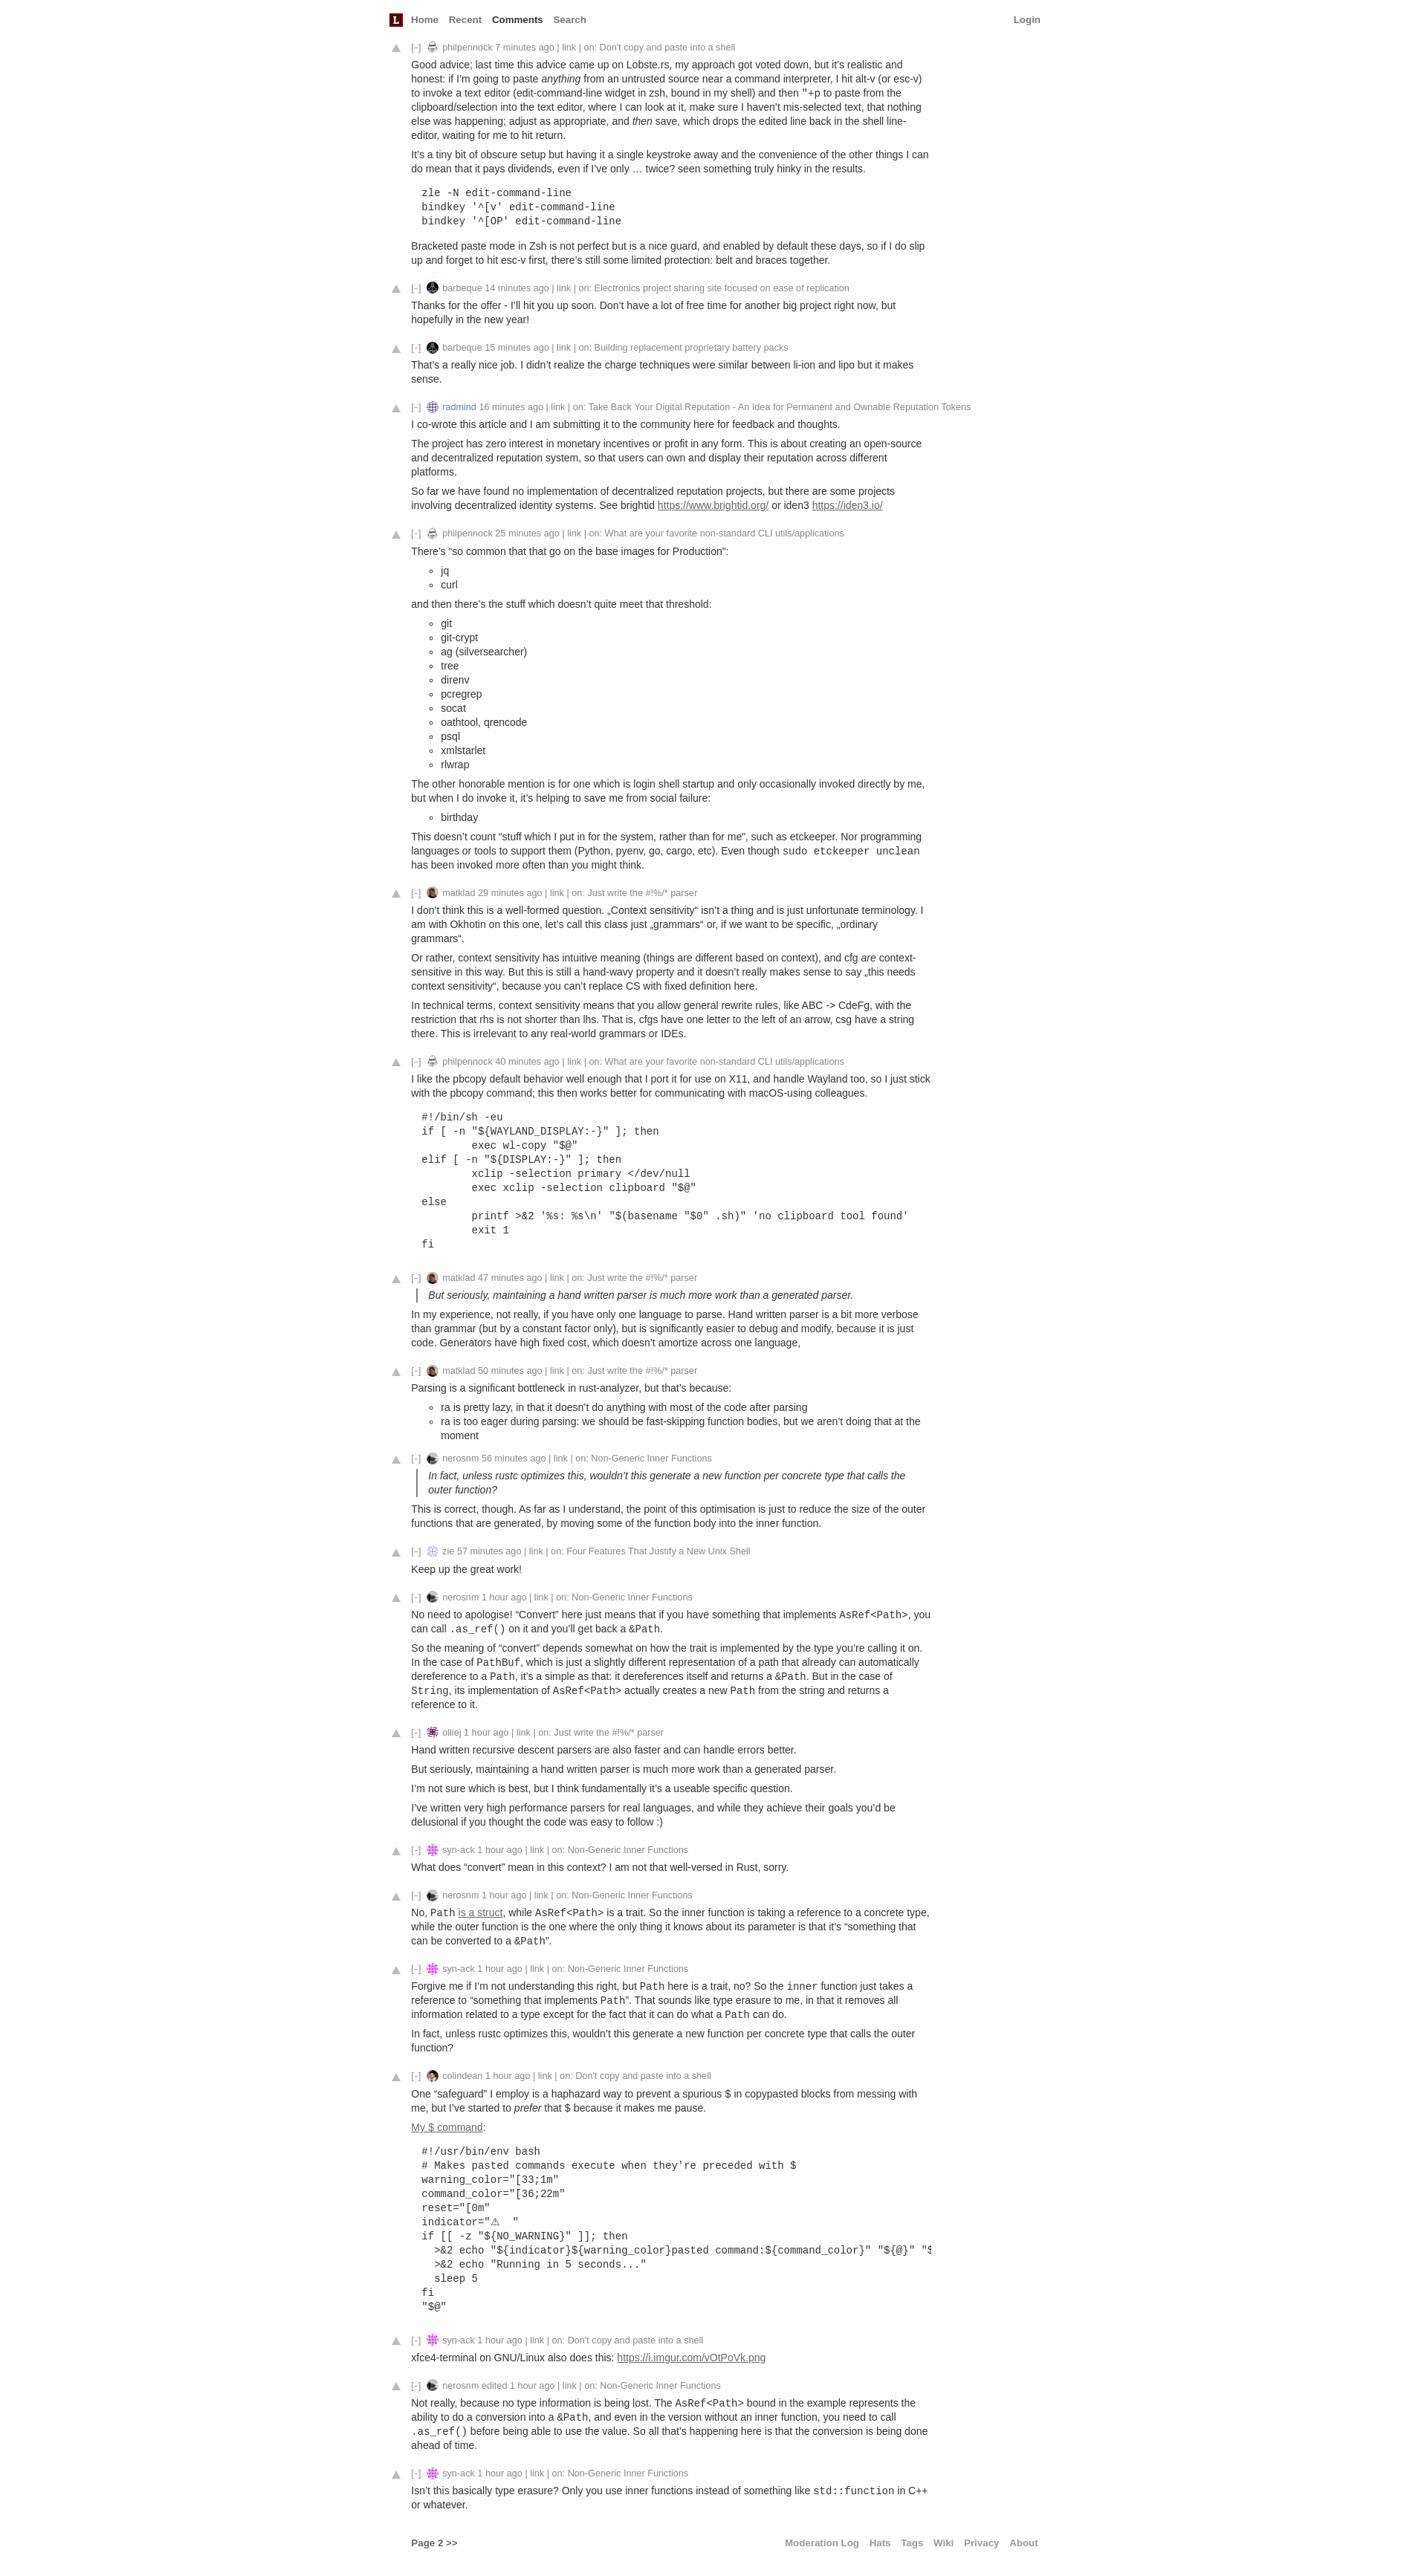 L Home Recent Comments Search Login
[-] philpennock 7 minutes ago | link | on: Don't copy and paste into a shell
Good advice; last time this advice came up on Lobste.rs, my approach got voted down, but it’s realistic and
honest: if I’m going to paste anything from an untrusted source near a command interpreter, I hit alt-v (or esc-v)
to invoke a text editor (edit-command-line widget in zsh, bound in my shell) and then "+p to paste from the
clipboard/selection into the text editor, where I can look at it, make sure I haven’t mis-selected text, that nothing
else was happening; adjust as appropriate, and then save, which drops the edited line back in the shell line-
editor, waiting for me to hit return.
It’s a tiny bit of obscure setup but having it a single keystroke away and the convenience of the other things I can
do mean that it pays dividends, even if I’ve only … twice? seen something truly hinky in the results.
zle -N edit-command-line
bindkey '^[v' edit-command-line
bindkey '^[OP' edit-command-line
Bracketed paste mode in Zsh is not perfect but is a nice guard, and enabled by default these days, so if I do slip
up and forget to hit esc-v first, there’s still some limited protection: belt and braces together.
[-] barbeque 14 minutes ago | link | on: Electronics project sharing site focused on ease of replication
Thanks for the offer - I’ll hit you up soon. Don’t have a lot of free time for another big project right now, but
hopefully in the new year!
[-] barbeque 15 minutes ago | link | on: Building replacement proprietary battery packs
That’s a really nice job. I didn’t realize the charge techniques were similar between li-ion and lipo but it makes
sense.
[-] radmind 16 minutes ago | link | on: Take Back Your Digital Reputation - An Idea for Permanent and Ownable Reputation Tokens
I co-wrote this article and I am submitting it to the community here for feedback and thoughts.
The project has zero interest in monetary incentives or profit in any form. This is about creating an open-source
and decentralized reputation system, so that users can own and display their reputation across different
platforms.
So far we have found no implementation of decentralized reputation projects, but there are some projects
involving decentralized identity systems. See brightid https://www.brightid.org/ or iden3 https://iden3.io/
[-] philpennock 25 minutes ago | link | on: What are your favorite non-standard CLI utils/applications
There’s “so common that that go on the base images for Production”:
jq
curl
and then there’s the stuff which doesn’t quite meet that threshold:
git
git-crypt
ag (silversearcher)
tree
direnv
pcregrep
socat
oathtool, qrencode
psql
xmlstarlet
rlwrap
The other honorable mention is for one which is login shell startup and only occasionally invoked directly by me,
but when I do invoke it, it’s helping to save me from social failure:
birthday
This doesn’t count “stuff which I put in for the system, rather than for me”, such as etckeeper. Nor programming
languages or tools to support them (Python, pyenv, go, cargo, etc). Even though sudo etckeeper unclean
has been invoked more often than you might think.
[-] matklad 29 minutes ago | link | on: Just write the #!%/* parser
I don’t think this is a well-formed question. „Context sensitivity“ isn’t a thing and is just unfortunate terminology. I
am with Okhotin on this one, let’s call this class just „grammars“ or, if we want to be specific, „ordinary
grammars“.
Or rather, context sensitivity has intuitive meaning (things are different based on context), and cfg are context-
sensitive in this way. But this is still a hand-wavy property and it doesn’t really makes sense to say „this needs
context sensitivity“, because you can’t replace CS with fixed definition here.
In technical terms, context sensitivity means that you allow general rewrite rules, like ABC -> CdeFg, with the
restriction that rhs is not shorter than lhs. That is, cfgs have one letter to the left of an arrow, csg have a string
there. This is irrelevant to any real-world grammars or IDEs.
[-] philpennock 40 minutes ago | link | on: What are your favorite non-standard CLI utils/applications
I like the pbcopy default behavior well enough that I port it for use on X11, and handle Wayland too, so I just stick
with the pbcopy command; this then works better for communicating with macOS-using colleagues.
#!/bin/sh -eu
if [ -n "${WAYLAND_DISPLAY:-}" ]; then
exec wl-copy "$@"
elif [ -n "${DISPLAY:-}" ]; then
xclip -selection primary </dev/null
exec xclip -selection clipboard "$@"
else
printf >&2 '%s: %s\n' "$(basename "$0" .sh)" 'no clipboard tool found'
exit 1
fi
[-] matklad 47 minutes ago | link | on: Just write the #!%/* parser
But seriously, maintaining a hand written parser is much more work than a generated parser.
In my experience, not really, if you have only one language to parse. Hand written parser is a bit more verbose
than grammar (but by a constant factor only), but is significantly easier to debug and modify, because it is just
code. Generators have high fixed cost, which doesn’t amortize across one language,
[-] matklad 50 minutes ago | link | on: Just write the #!%/* parser
Parsing is a significant bottleneck in rust-analyzer, but that’s because:
ra is pretty lazy, in that it doesn’t do anything with most of the code after parsing
ra is too eager during parsing: we should be fast-skipping function bodies, but we aren’t doing that at the
moment
[-] nerosnm 56 minutes ago | link | on: Non-Generic Inner Functions
In fact, unless rustc optimizes this, wouldn’t this generate a new function per concrete type that calls the
outer function?
This is correct, though. As far as I understand, the point of this optimisation is just to reduce the size of the outer
functions that are generated, by moving some of the function body into the inner function.
[-] zie 57 minutes ago | link | on: Four Features That Justify a New Unix Shell
Keep up the great work!
[-] nerosnm 1 hour ago | link | on: Non-Generic Inner Functions
No need to apologise! “Convert” here just means that if you have something that implements AsRef<Path>, you
can call .as_ref() on it and you’ll get back a &Path.
So the meaning of “convert” depends somewhat on how the trait is implemented by the type you’re calling it on.
In the case of PathBuf, which is just a slightly different representation of a path that already can automatically
dereference to a Path, it’s a simple as that: it dereferences itself and returns a &Path. But in the case of
String, its implementation of AsRef<Path> actually creates a new Path from the string and returns a
reference to it.
[-] olliej 1 hour ago | link | on: Just write the #!%/* parser
Hand written recursive descent parsers are also faster and can handle errors better.
But seriously, maintaining a hand written parser is much more work than a generated parser.
I’m not sure which is best, but I think fundamentally it’s a useable specific question.
I’ve written very high performance parsers for real languages, and while they achieve their goals you’d be
delusional if you thought the code was easy to follow :)
[-] syn-ack 1 hour ago | link | on: Non-Generic Inner Functions
What does “convert” mean in this context? I am not that well-versed in Rust, sorry.
[-] nerosnm 1 hour ago | link | on: Non-Generic Inner Functions
No, Path is a struct, while AsRef<Path> is a trait. So the inner function is taking a reference to a concrete type,
while the outer function is the one where the only thing it knows about its parameter is that it’s “something that
can be converted to a &Path”.
[-] syn-ack 1 hour ago | link | on: Non-Generic Inner Functions
Forgive me if I’m not understanding this right, but Path here is a trait, no? So the inner function just takes a
reference to “something that implements Path”. That sounds like type erasure to me, in that it removes all
information related to a type except for the fact that it can do what a Path can do.
In fact, unless rustc optimizes this, wouldn’t this generate a new function per concrete type that calls the outer
function?
[-] colindean 1 hour ago | link | on: Don't copy and paste into a shell
One “safeguard” I employ is a haphazard way to prevent a spurious $ in copypasted blocks from messing with
me, but I’ve started to prefer that $ because it makes me pause.
My $ command:
#!/usr/bin/env bash
# Makes pasted commands execute when they're preceded with $
warning_color="[33;1m"
command_color="[36;22m"
reset="[0m"
indicator="⚠ "
if [[ -z "${NO_WARNING}" ]]; then
>&2 echo "${indicator}${warning_color}pasted command:${command_color}" "${@}" "$
>&2 echo "Running in 5 seconds..."
sleep 5
fi
"$@"
[-] syn-ack 1 hour ago | link | on: Don't copy and paste into a shell
xfce4-terminal on GNU/Linux also does this: https://i.imgur.com/vOtPoVk.png
[-] nerosnm edited 1 hour ago | link | on: Non-Generic Inner Functions
Not really, because no type information is being lost. The AsRef<Path> bound in the example represents the
ability to do a conversion into a &Path, and even in the version without an inner function, you need to call
.as_ref() before being able to use the value. So all that’s happening here is that the conversion is being done
ahead of time.
[-] syn-ack 1 hour ago | link | on: Non-Generic Inner Functions
Isn’t this basically type erasure? Only you use inner functions instead of something like std::function in C++
or whatever.
Page 2 >> Moderation Log Hats Tags Wiki Privacy About